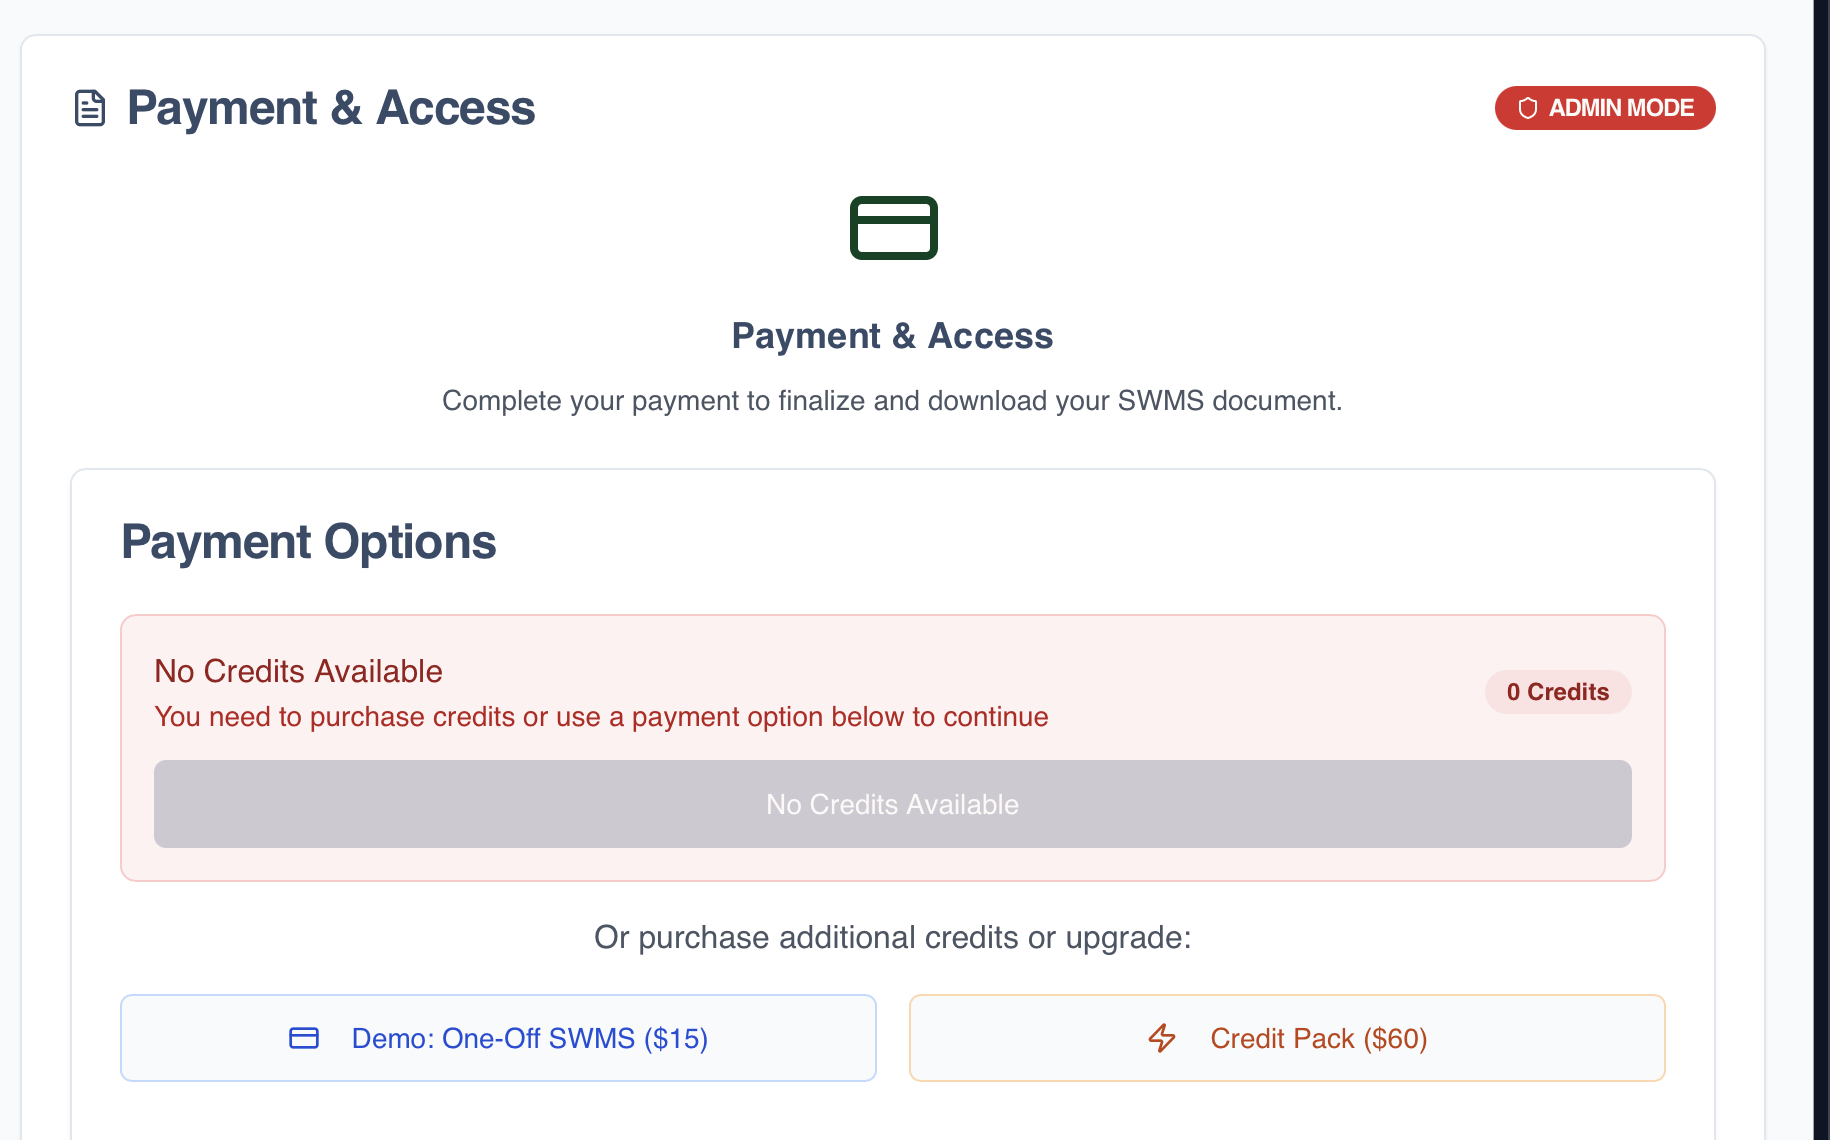 Payment & Access
ADMIN MODE
Payment & Access
Complete your payment to finalize and download your SWMS document.
Payment Options
No Credits Available
You need to purchase credits or use a payment option below to continue
0 Credits
No Credits Available
Or purchase additional credits or upgrade:
Demo: One-Off SWMS ($15)
Credit Pack ($60)